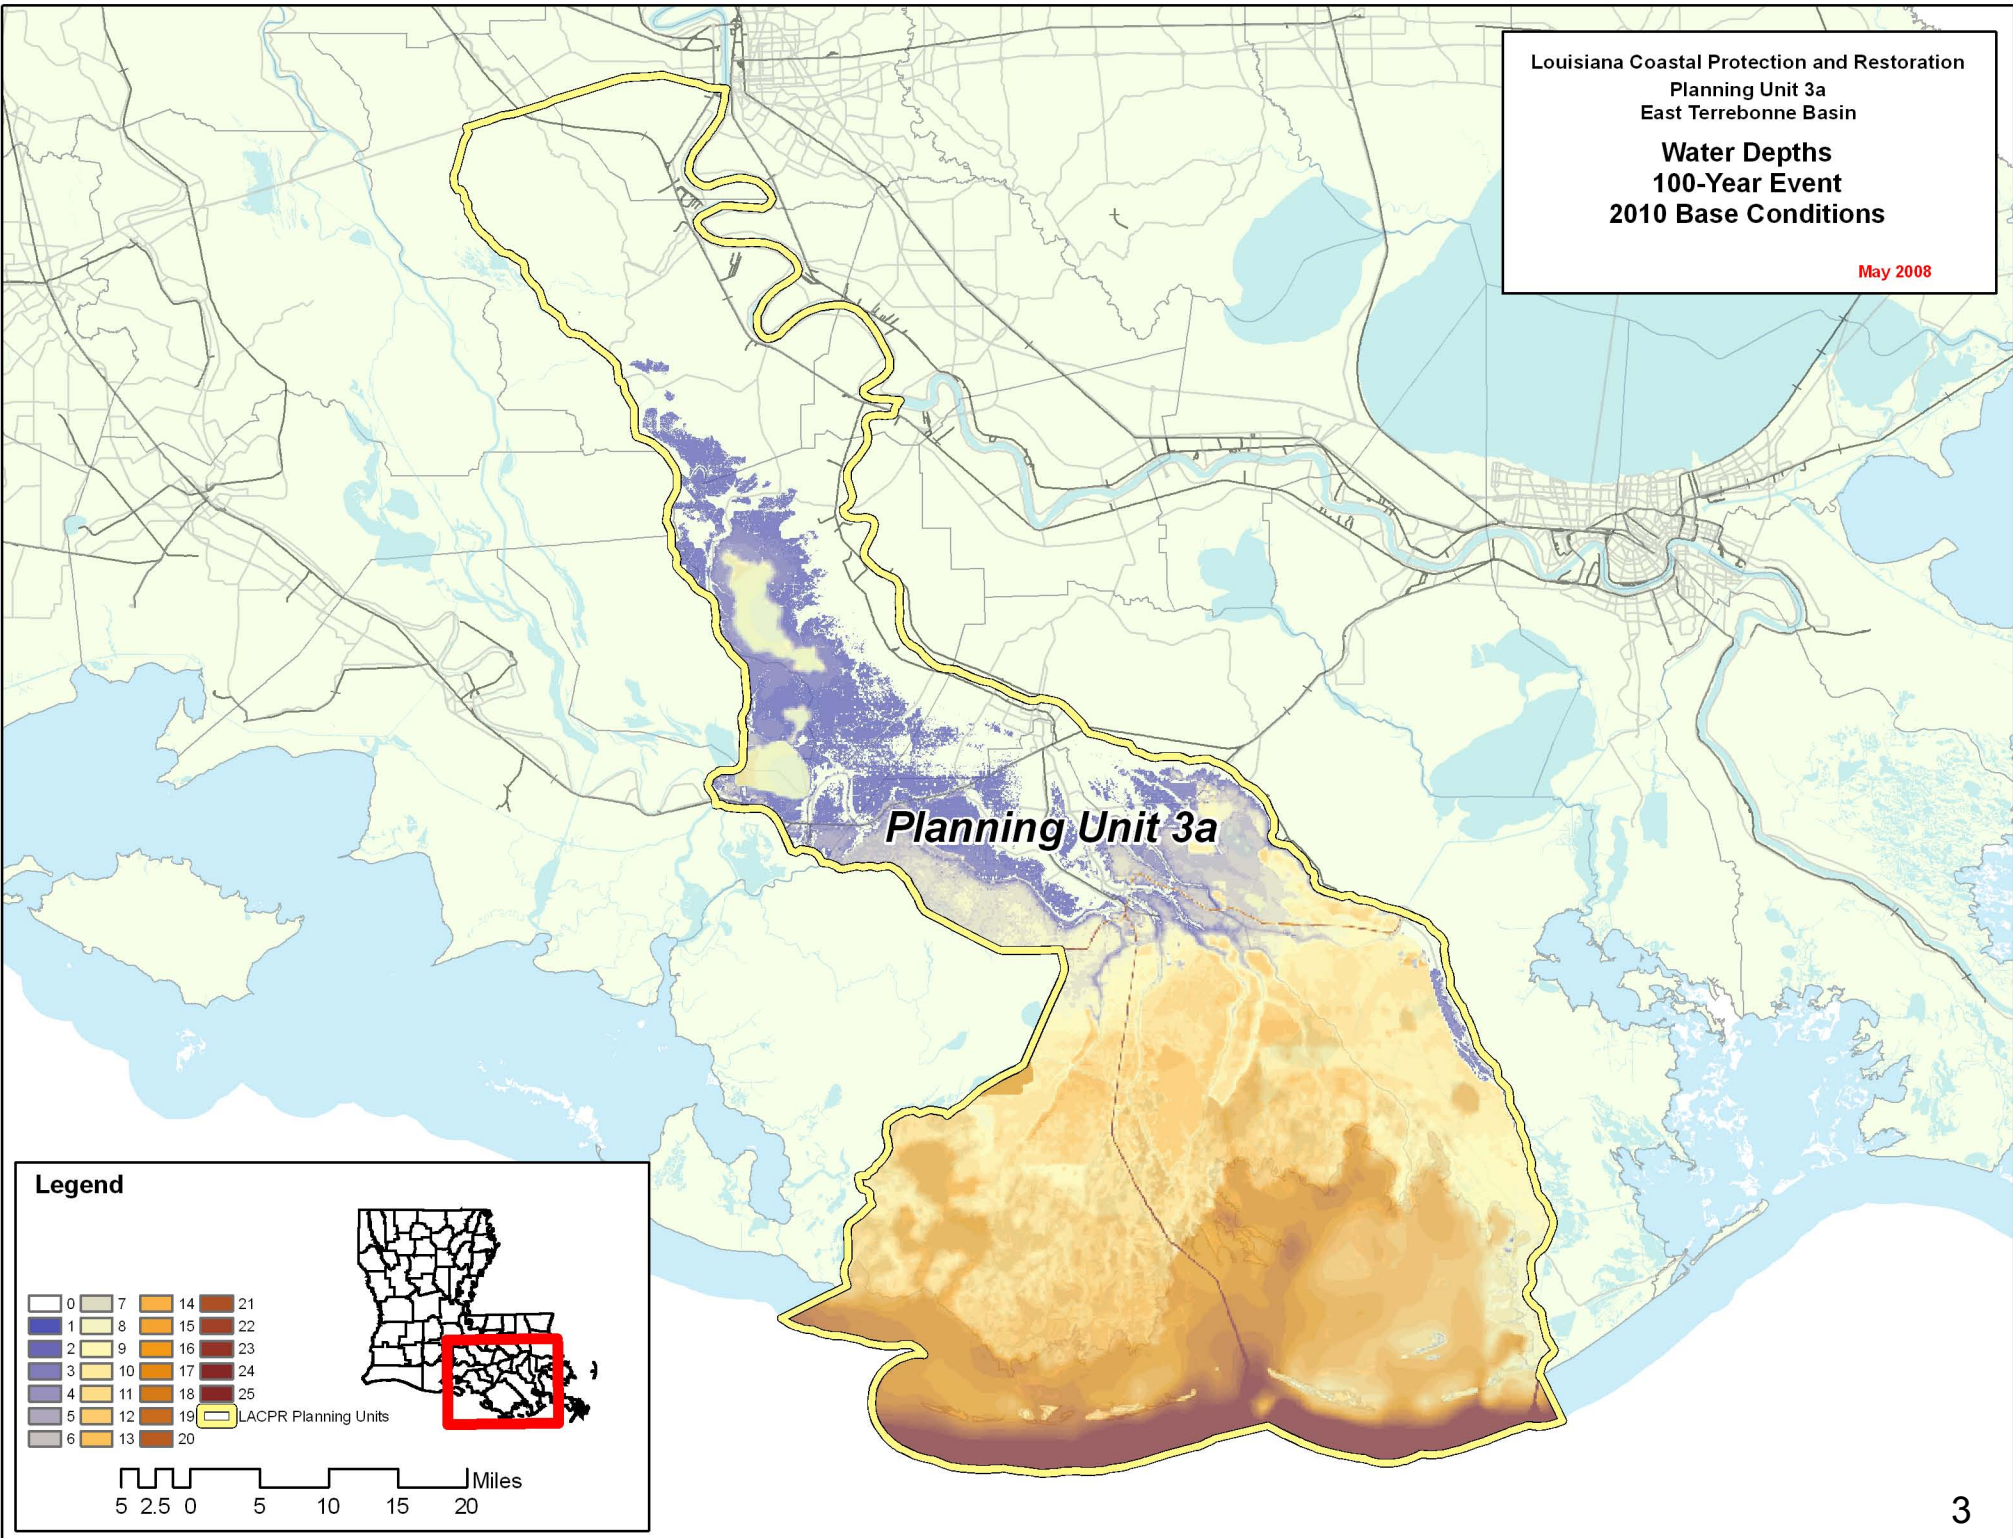 Louisiana Coastal Protection and Restoration
Planning Unit 3a
East Terrebonne Basin
Water Depths
100-Year Event
2010 Base Conditions
May 2008
Planning Unit 3a
Legend
0 7 14 21
1 8 15 22
2 9 16 23
3 10 17 24
4 11 18 25
5 12 19 LACPR Planning Units
6 13 20
Miles
5 2.5 0 5 10 15 20
3